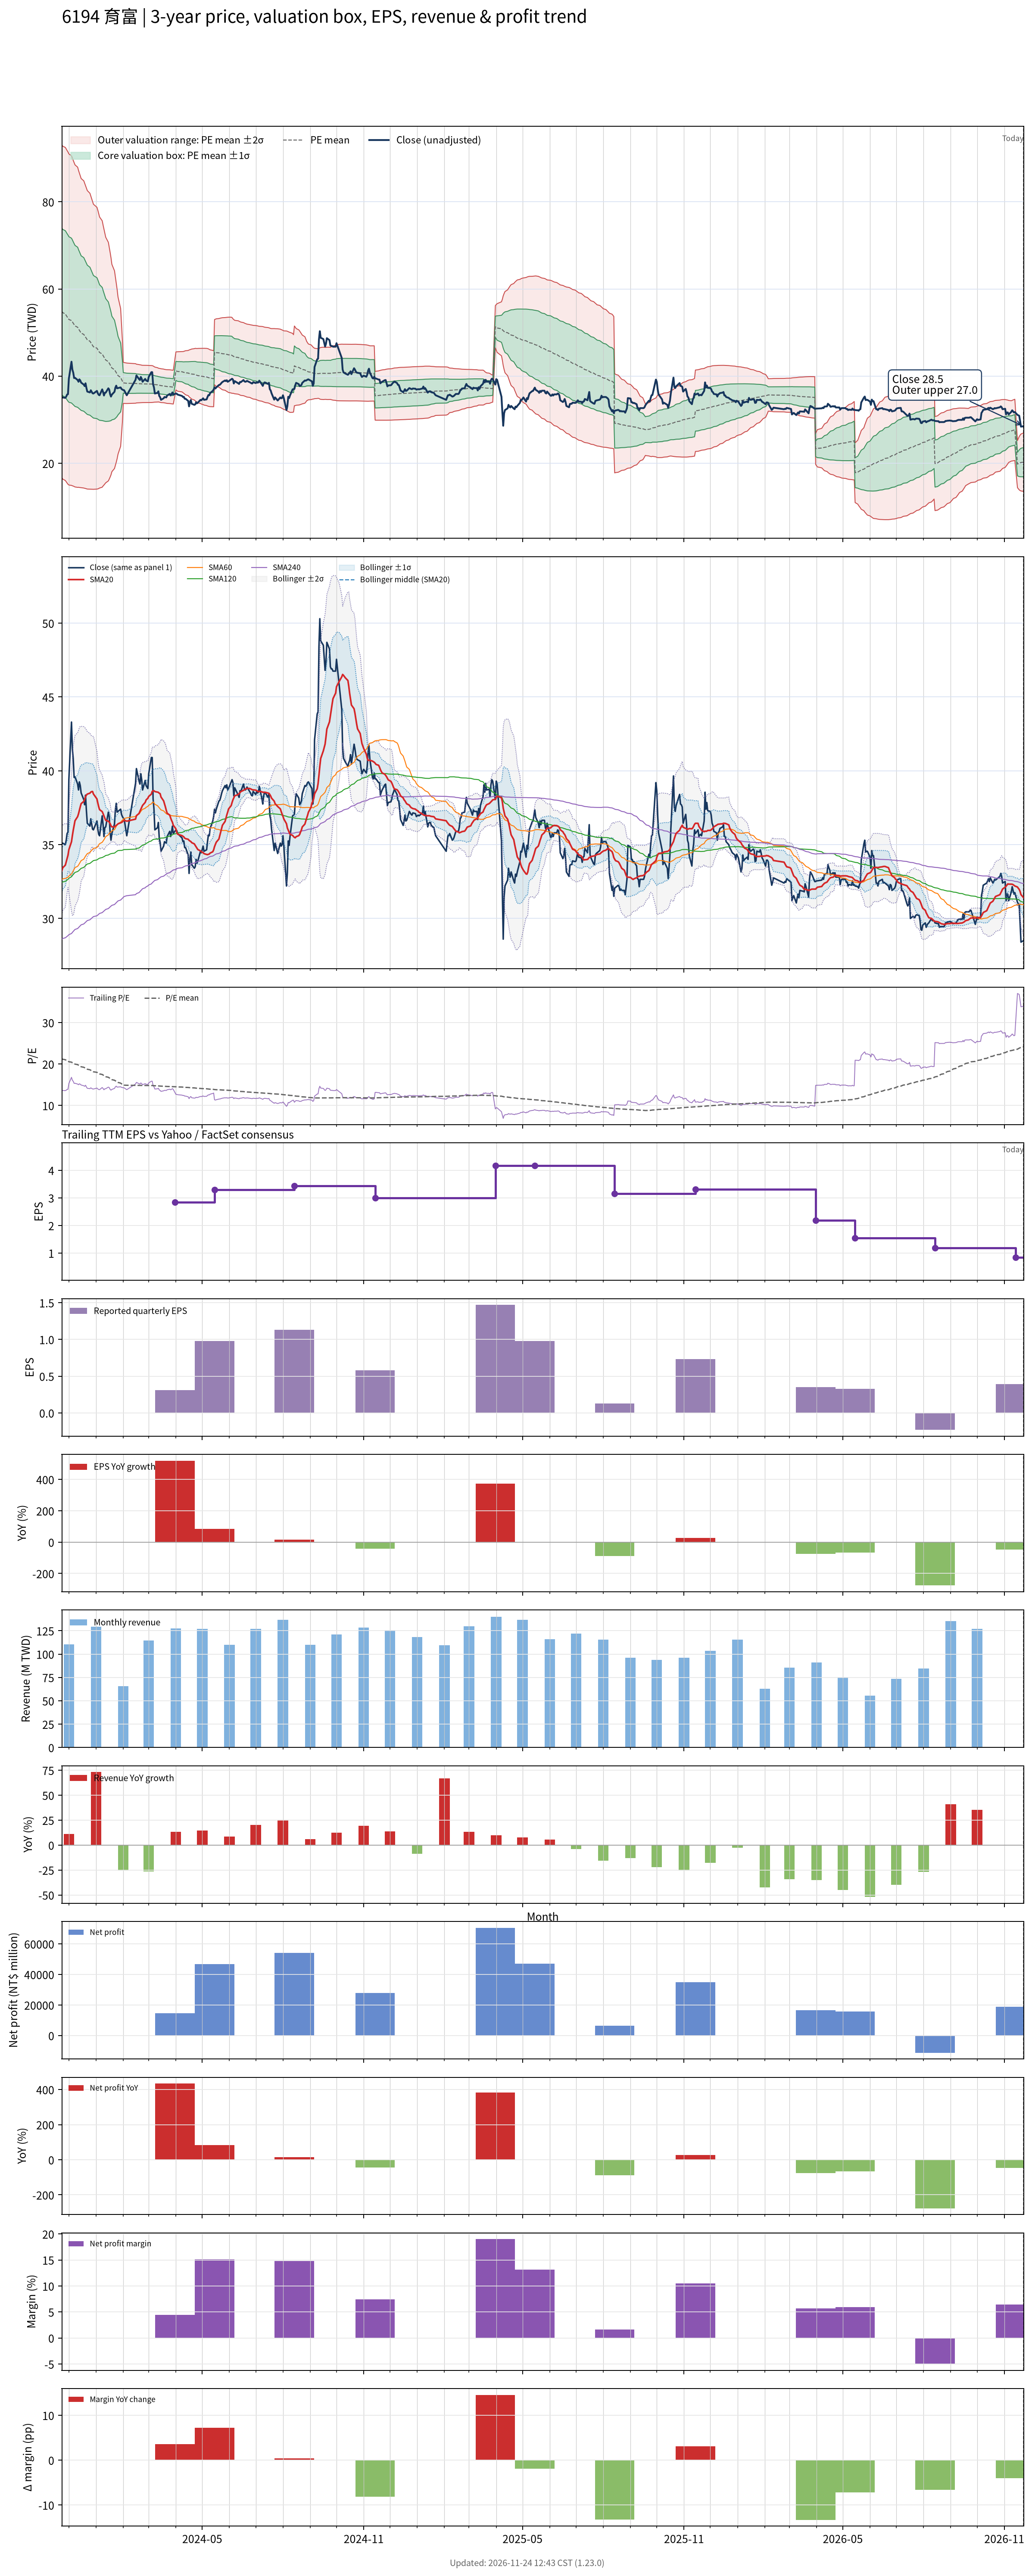 6194 育富 | 3-year price, valuation box, EPS, revenue & profit trend
Outer valuation range: PE mean ±2σ
PE mean
Close (unadjusted)
Core valuation box: PE mean ±1σ
Today
Close 28.5
Outer upper 27.0
Price (TWD)
80
60
40
20
Close (same as panel 1)
SMA20
SMA60
SMA120
SMA240
Bollinger ±2σ
Bollinger ±1σ
Bollinger middle (SMA20)
Price
50
45
40
35
30
Trailing P/E
P/E mean
P/E
30
20
10
Trailing TTM EPS vs Yahoo / FactSet consensus
Today
EPS
4
3
2
1
Reported quarterly EPS
EPS
1.5
1.0
0.5
0.0
EPS YoY growth
YoY (%)
400
200
0
-200
Monthly revenue
Revenue (M TWD)
125
100
75
50
25
0
Revenue YoY growth
YoY (%)
75
50
25
0
-25
-50
Month
Net profit
Net profit (NT$ million)
60000
40000
20000
0
Net profit YoY
YoY (%)
400
200
0
-200
Net profit margin
Margin (%)
20
15
10
5
0
-5
Margin YoY change
Δ margin (pp)
10
0
-10
2024-05
2024-11
2025-05
2025-11
2026-05
2026-11
Updated: 2026-11-24 12:43 CST (1.23.0)